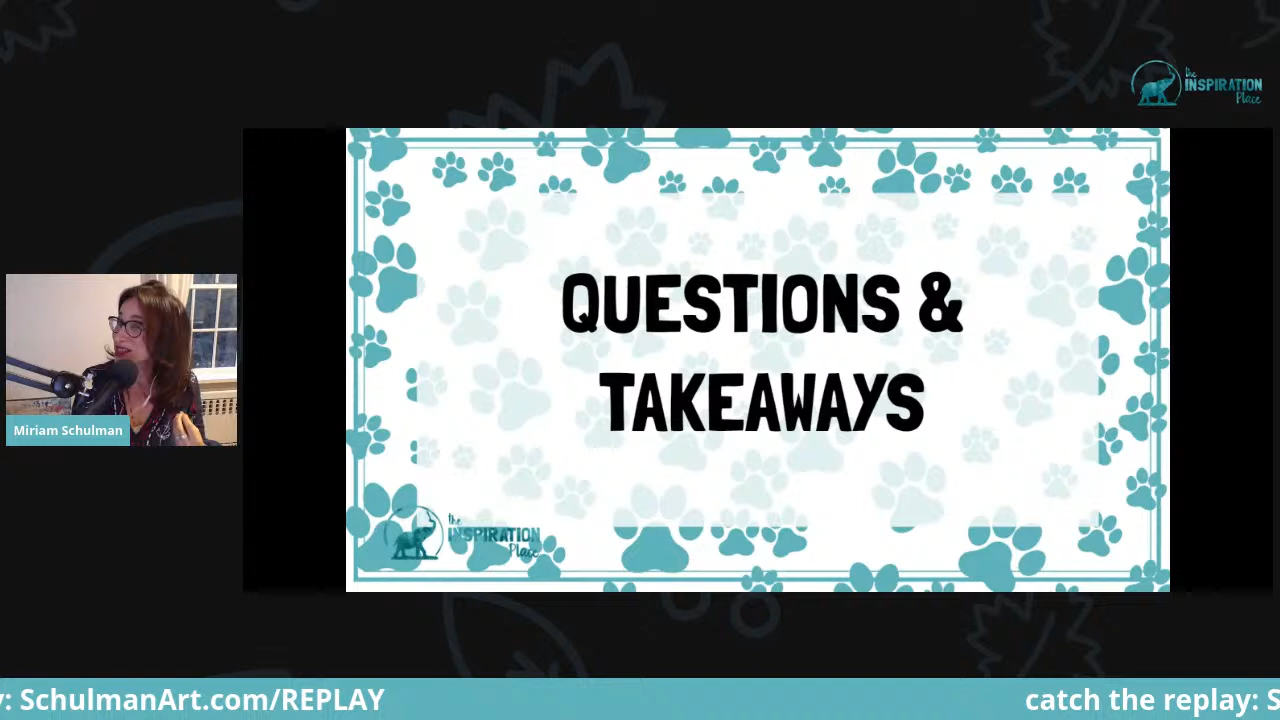 the
INSPIRATION
Place
QUESTIONS &
TAKEAWAYS
Miriam Schulman
the
INSPIRATION
Place
y: SchulmanArt.com/REPLAY
catch the replay: S